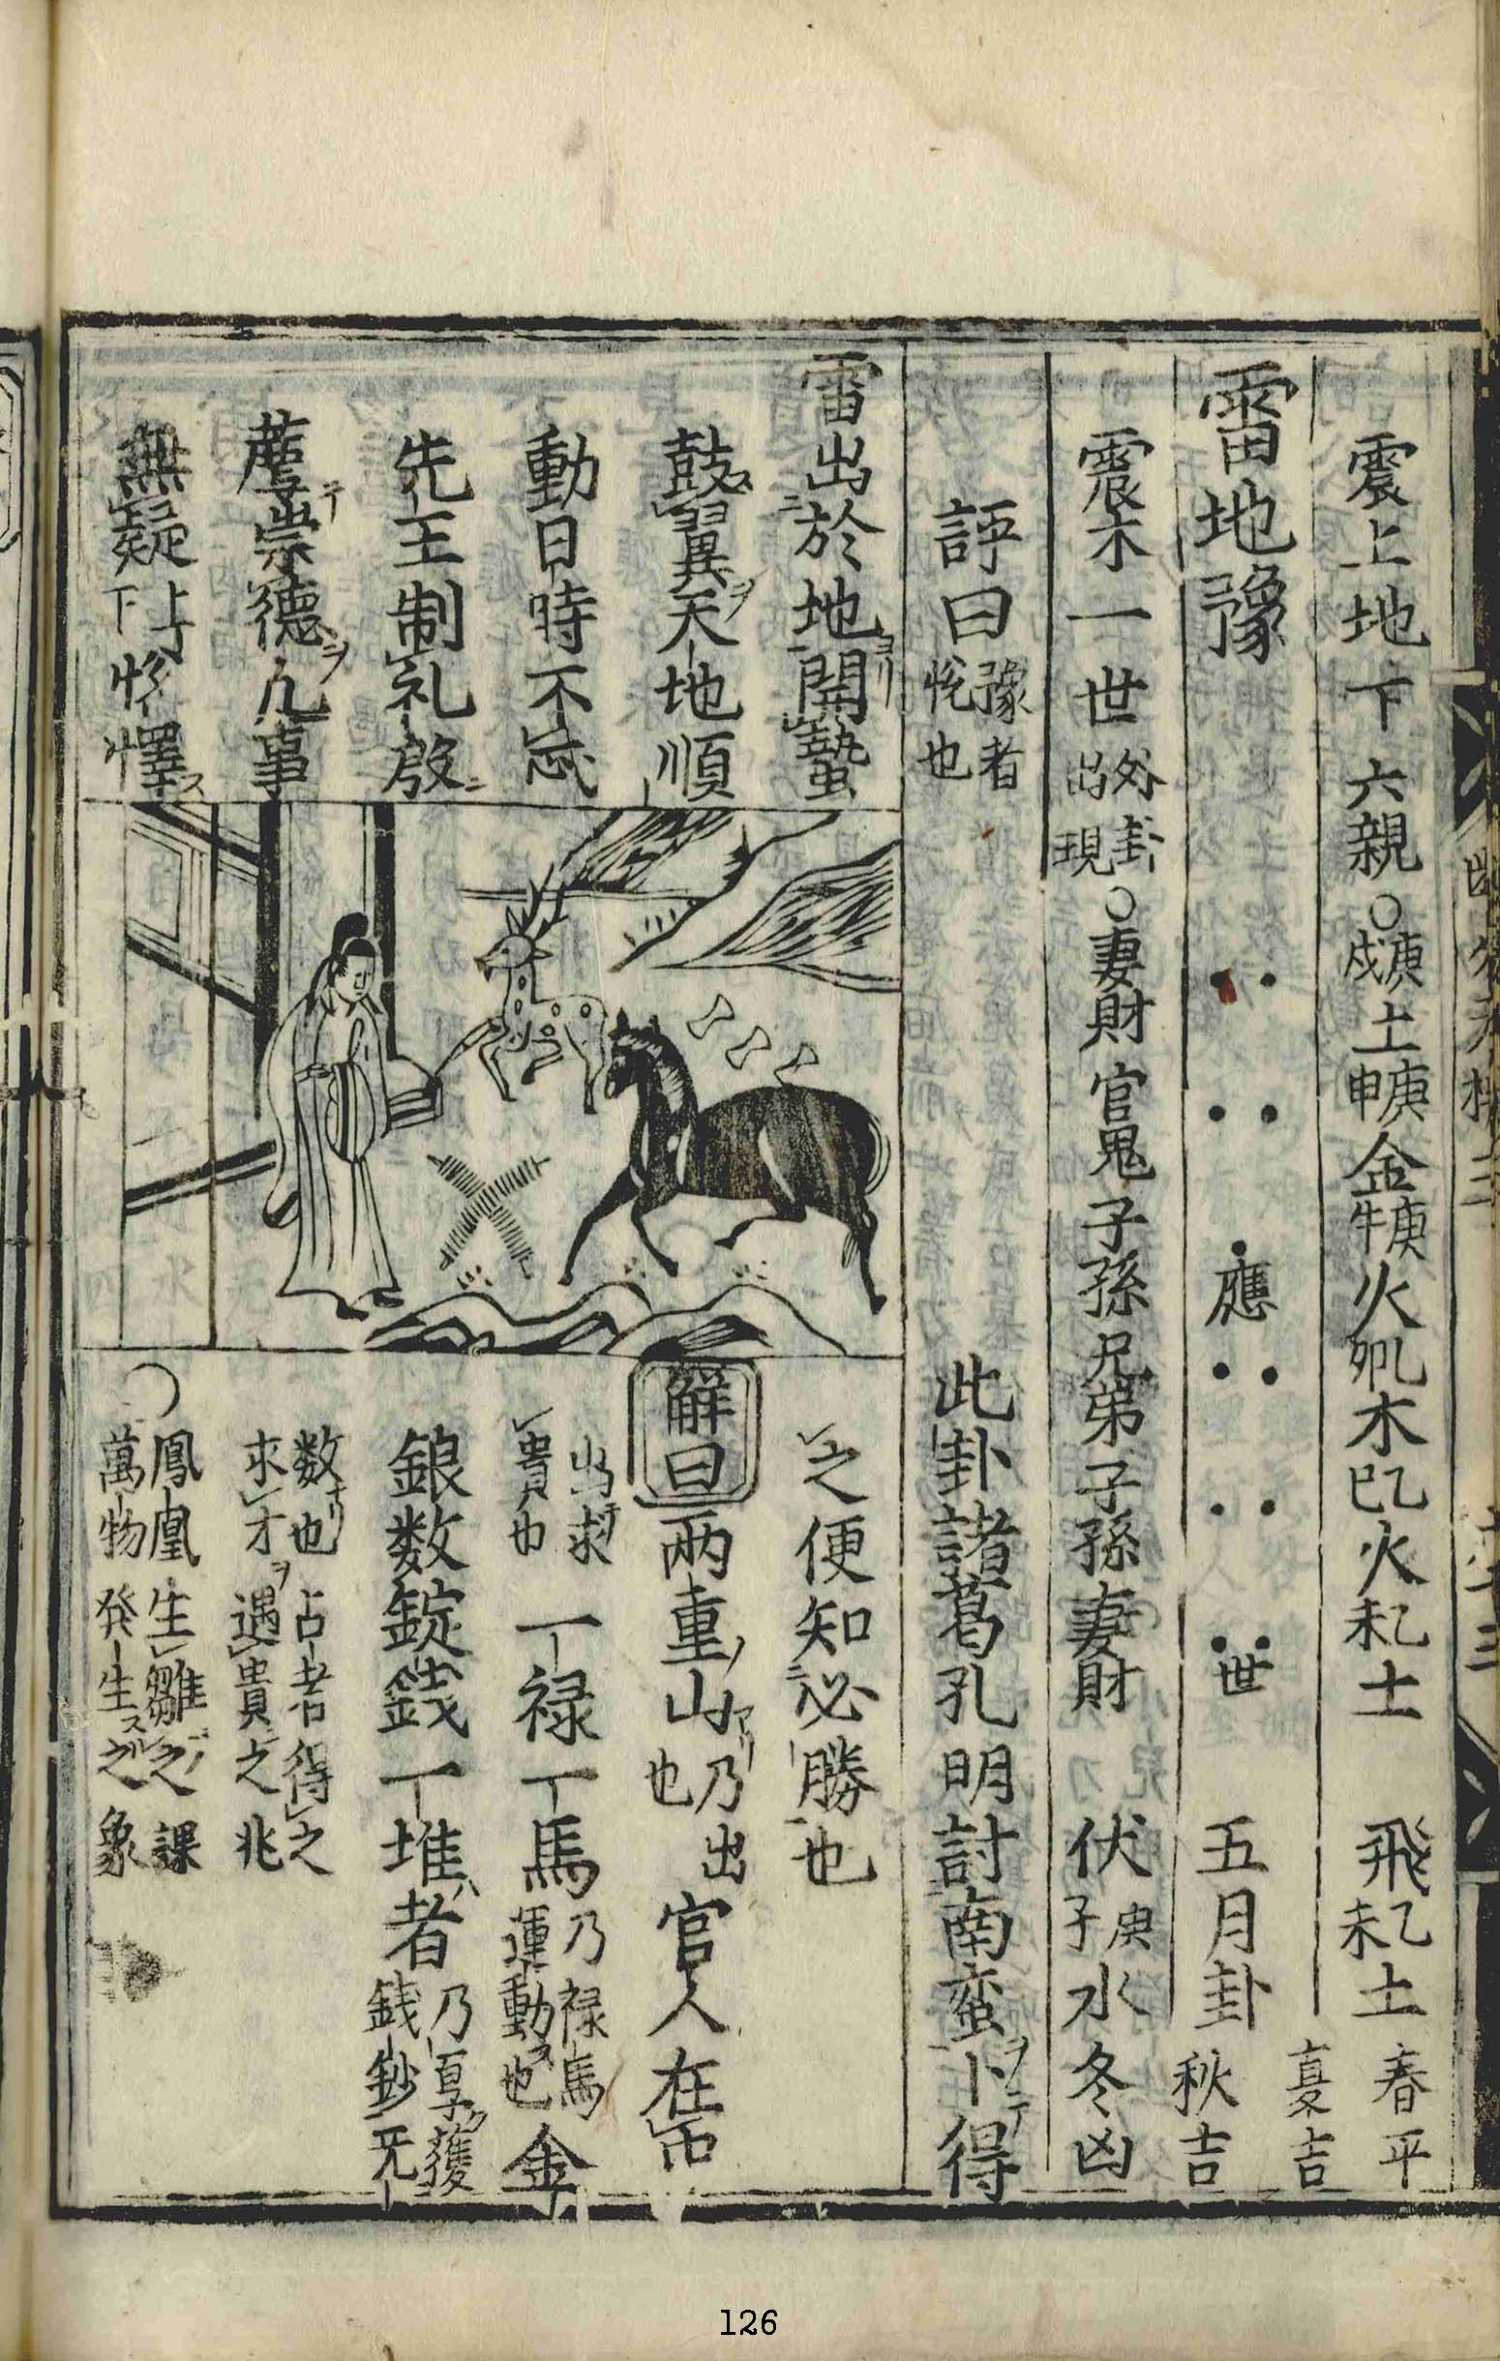 震上地下六親○庚戌土庚申金庚午火乙卯木乙巳火乙未土 飛乙未土 春平 夏吉
雷地豫 應 世 五月卦 秋吉
震木一世外卦出現○妻財官鬼子孫兄弟子孫妻財 伏庚子水冬凶
評曰豫者悅也 此卦諸葛孔明討南蛮卜得
之便知必勝也
雷出於地開蟄
鼓翼天地順
動日時不忒
先王制礼殷
薦崇德凡事
無疑上下悅懌
解曰兩重山乃出也 官人在中
出求貴也 一禄一馬乃禄馬運動也 金
銀数錠錢一堆者乃享獲錢鈔无
数也 占者得之
求才遇貴之兆
○鳳凰生雛之課
萬物発生之象
126